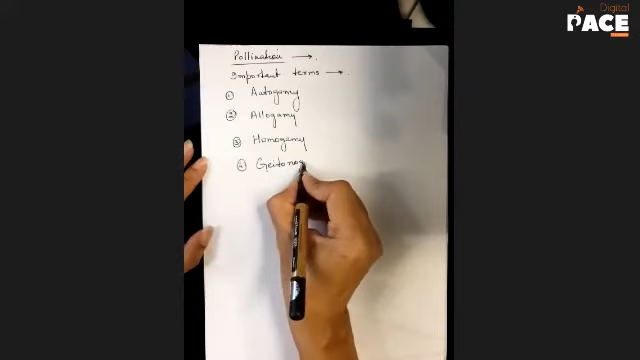 Digital
PACE
Pollination →.
Important terms →.
① Autogamy
② Allogamy
③ Homogamy
④ Geitonog